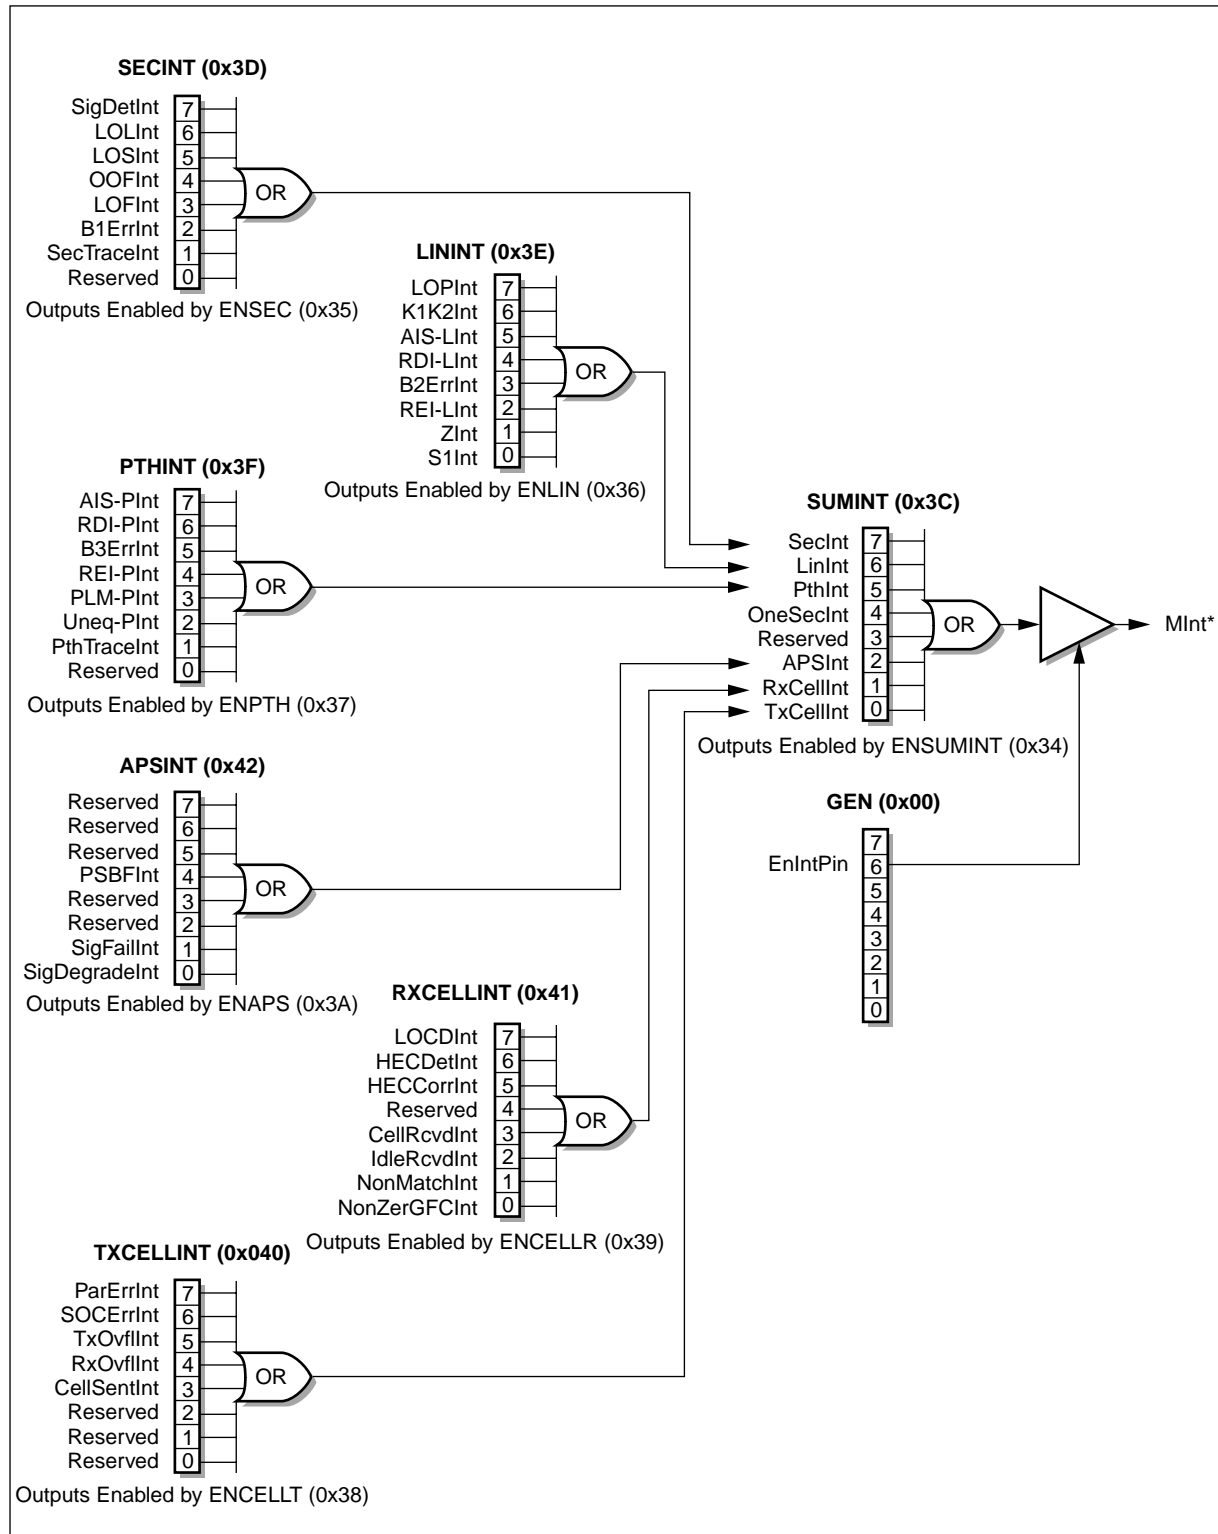 SECINT (0x3D)
SigDetInt 7
LOLInt 6
LOSInt 5
OOFInt 4
LOFInt 3
B1ErrInt 2
SecTraceInt 1
Reserved 0
OR
Outputs Enabled by ENSEC (0x35)
LININT (0x3E)
LOPInt 7
K1K2Int 6
AIS-LInt 5
RDI-LInt 4
B2ErrInt 3
REI-LInt 2
ZInt 1
S1Int 0
OR
Outputs Enabled by ENLIN (0x36)
PTHINT (0x3F)
AIS-PInt 7
RDI-PInt 6
B3ErrInt 5
REI-PInt 4
PLM-PInt 3
Uneq-PInt 2
PthTraceInt 1
Reserved 0
OR
Outputs Enabled by ENPTH (0x37)
SUMINT (0x3C)
SecInt 7
LinInt 6
PthInt 5
OneSecInt 4
Reserved 3
APSInt 2
RxCellInt 1
TxCellInt 0
OR
MInt*
Outputs Enabled by ENSUMINT (0x34)
APSINT (0x42)
Reserved 7
Reserved 6
Reserved 5
PSBFInt 4
Reserved 3
Reserved 2
SigFailInt 1
SigDegradeInt 0
OR
Outputs Enabled by ENAPS (0x3A)
GEN (0x00)
7
EnIntPin 6
5
4
3
2
1
0
RXCELLINT (0x41)
LOCDInt 7
HECDetInt 6
HECCorrInt 5
Reserved 4
CellRcvdInt 3
IdleRcvdInt 2
NonMatchInt 1
NonZerGFCInt 0
OR
Outputs Enabled by ENCELLR (0x39)
TXCELLINT (0x040)
ParErrInt 7
SOCErrInt 6
TxOvflInt 5
RxOvflInt 4
CellSentInt 3
Reserved 2
Reserved 1
Reserved 0
OR
Outputs Enabled by ENCELLT (0x38)